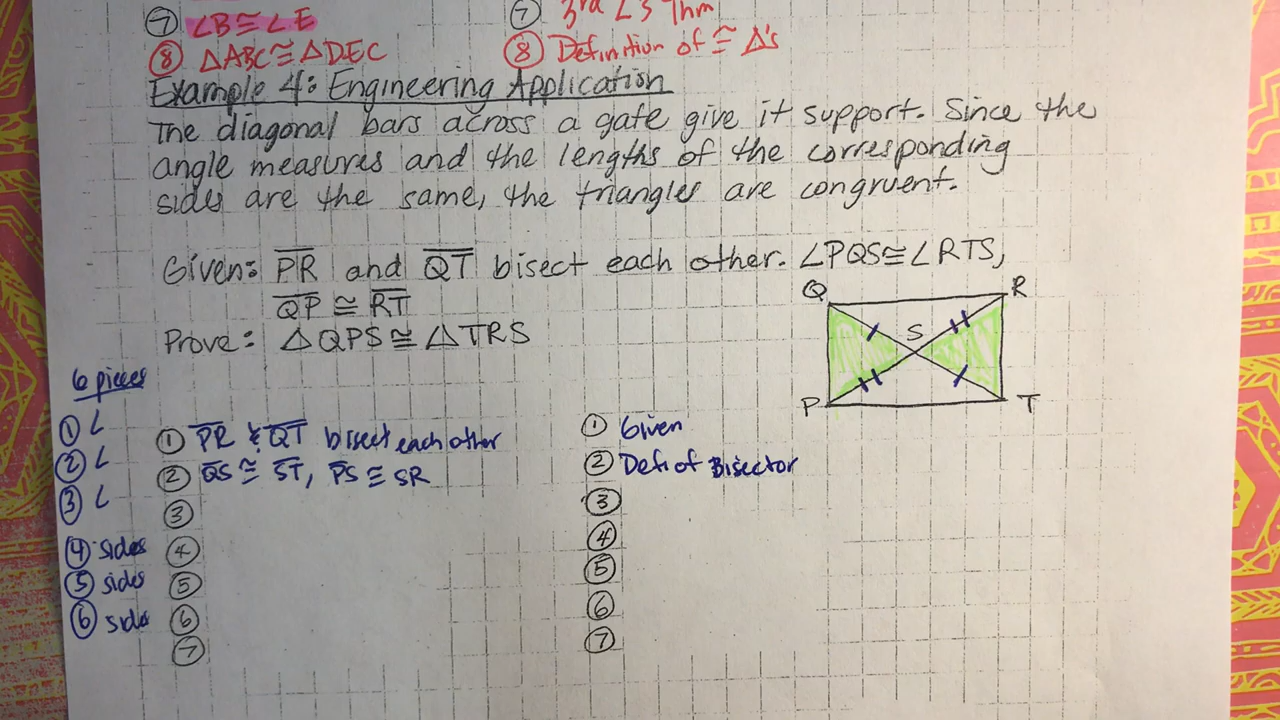 ⑦ ∠B ≅ ∠E ⑦ 3rd ∠'s Thm
⑧ △ABC ≅ △DEC ⑧ Definition of ≅ △'s
Example 4: Engineering Application
The diagonal bars across a gate give it support. Since the
angle measures and the lengths of the corresponding
sides are the same, the triangles are congruent.
Given: PR and QT bisect each other. ∠PQS ≅ ∠RTS,
QP ≅ RT
Prove: △QPS ≅ △TRS
Q R
S
P T
6 pieces
① ∠
② ∠
③ ∠
④ sides
⑤ sides
⑥ side
① PR & QT bisect each other ① Given
② QS ≅ ST, PS ≅ SR ② Def. of Bisector
③ ③
④ ④
⑤ ⑤
⑥ ⑥
⑦ ⑦